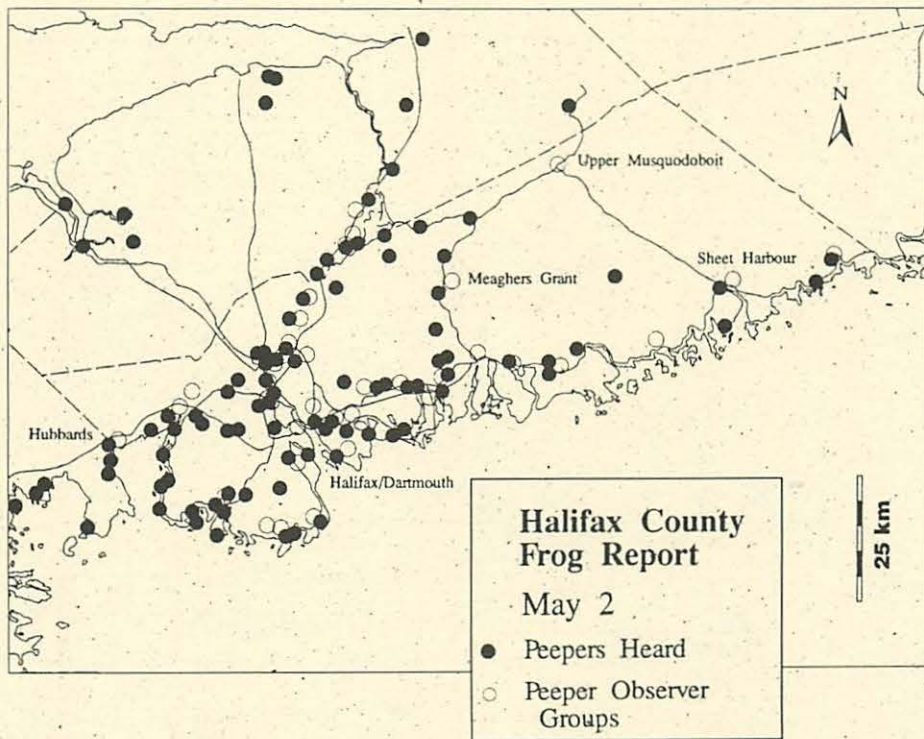 N
Upper Musquodoboit
Sheet Harbour
Meaghers Grant
Hubbards
Halifax/Dartmouth
Halifax County
Frog Report
May 2
Peepers Heard
Peeper Observer
Groups
25 km